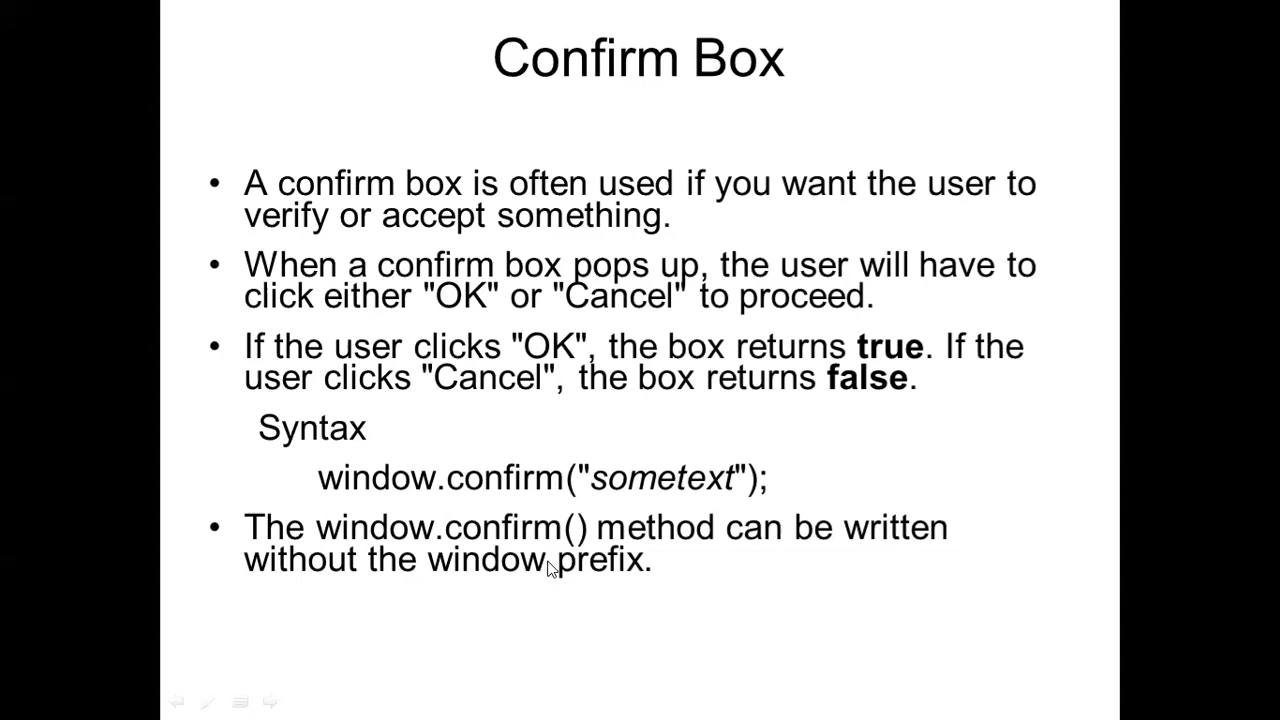 Confirm Box
• A confirm box is often used if you want the user to
verify or accept something.
• When a confirm box pops up, the user will have to
click either "OK" or "Cancel" to proceed.
• If the user clicks "OK", the box returns true. If the
user clicks "Cancel", the box returns false.
Syntax
window.confirm("sometext");
• The window.confirm() method can be written
without the window prefix.